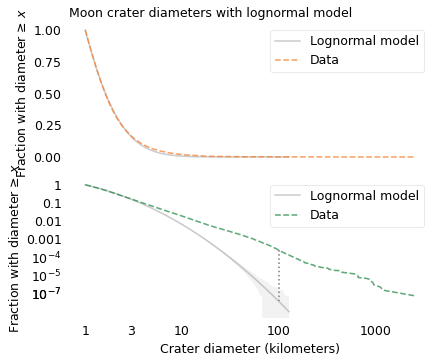 Moon crater diameters with lognormal model
Fraction with diameter ≥ x
1.00
0.75
0.50
0.25
0.00
Lognormal model
Data
Fraction with diameter ≥ x
1
0.1
0.01
0.001
10⁻⁴
10⁻⁵
10⁻⁷
Lognormal model
Data
1 3 10 100 1000
Crater diameter (kilometers)